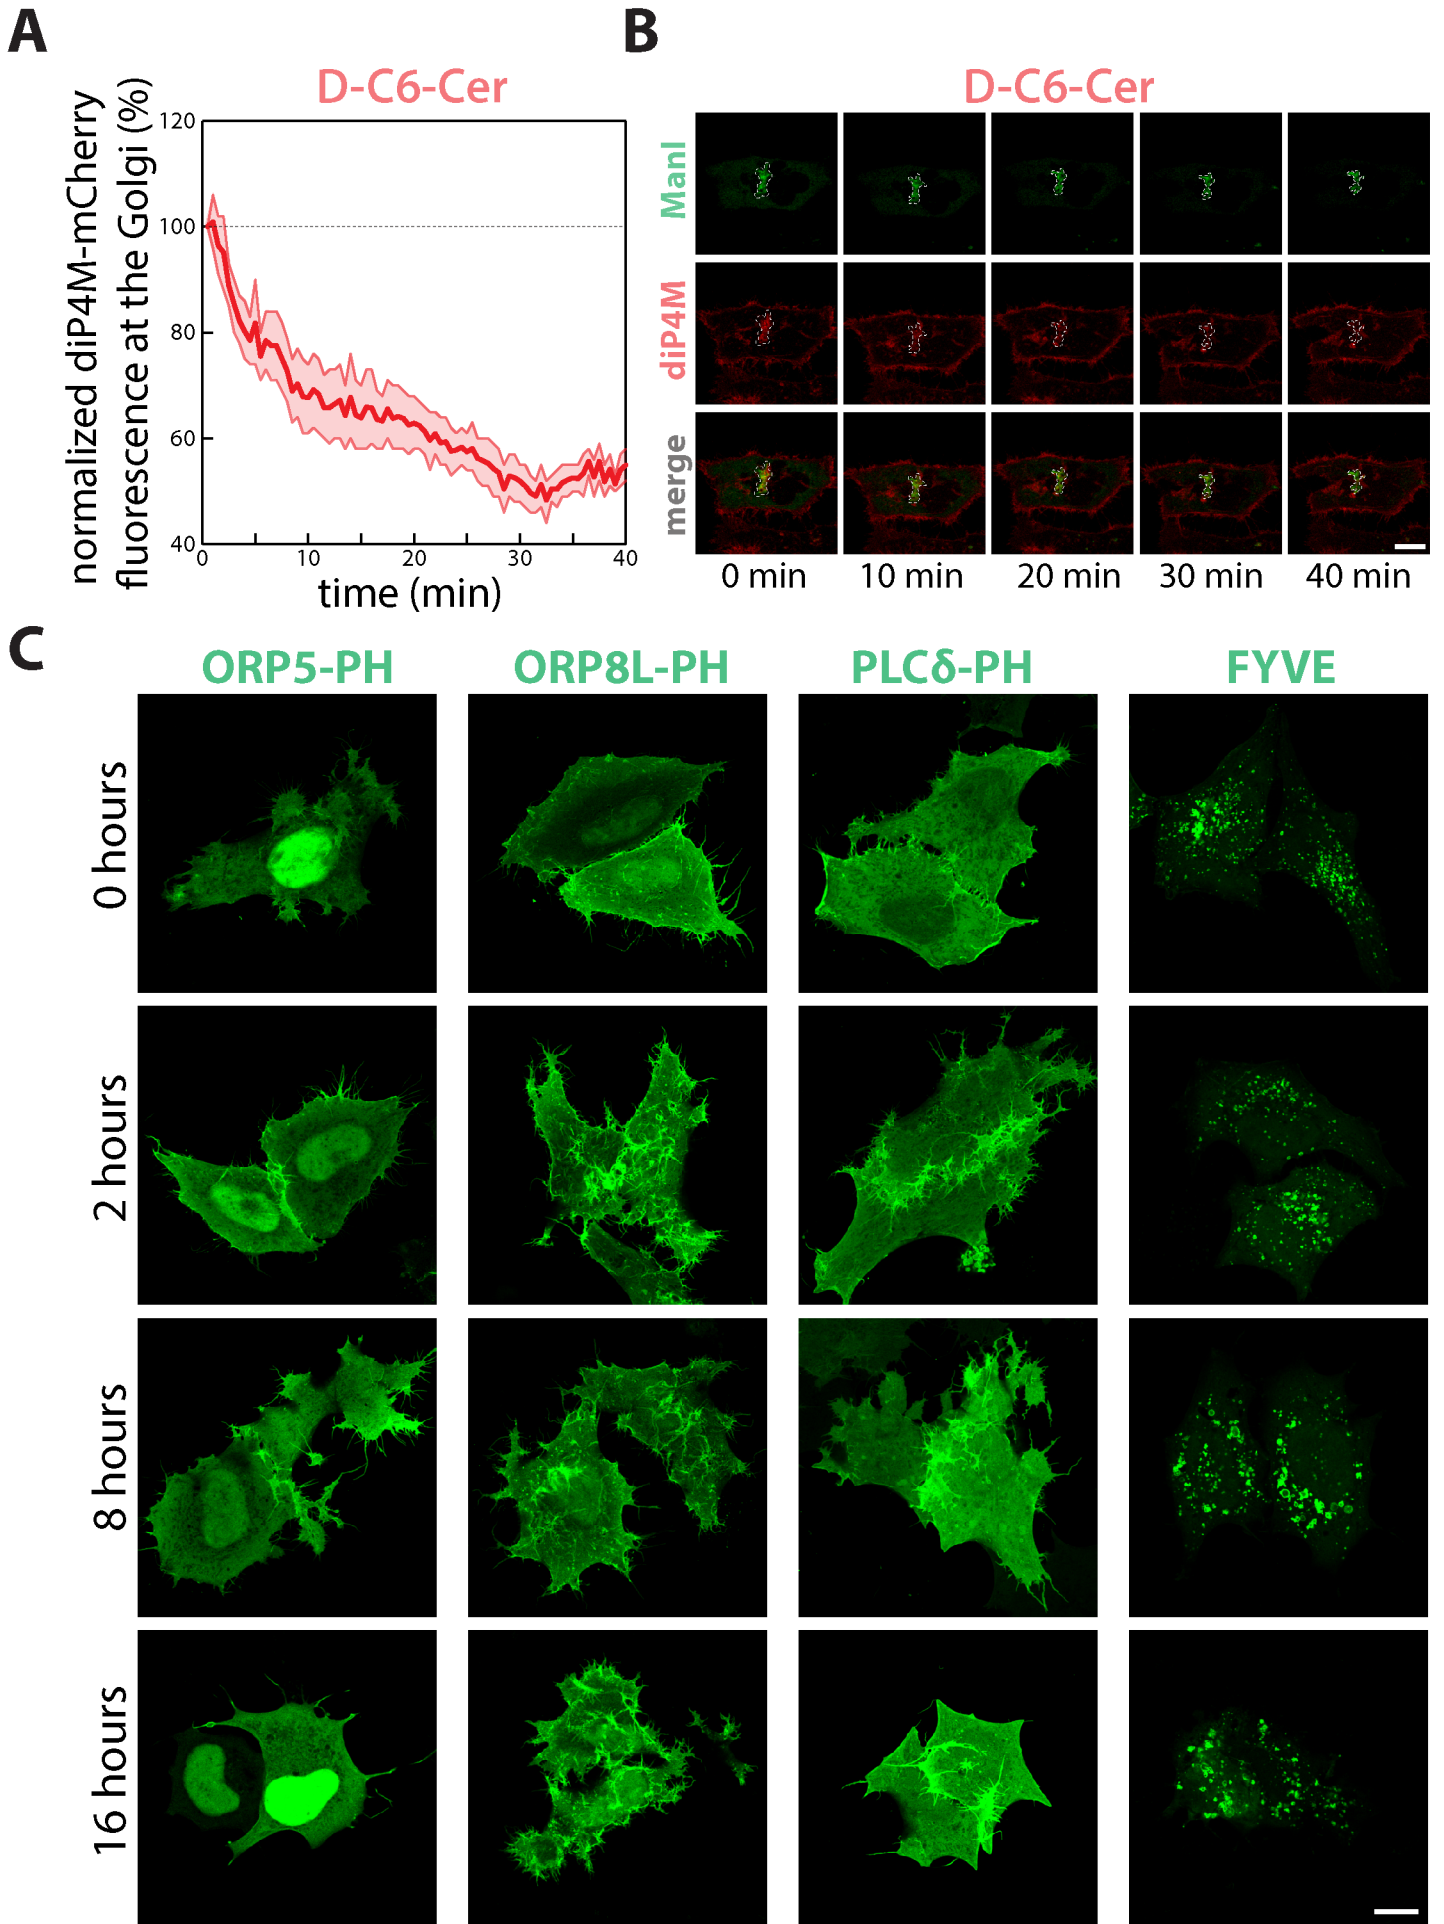 A
D-C6-Cer
normalized diP4M-mCherry
fluorescence at the Golgi (%)
120
100
80
60
40
0
10
20
30
40
time (min)
B
D-C6-Cer
ManI
diP4M
merge
0 min
10 min
20 min
30 min
40 min
C
ORP5-PH
ORP8L-PH
PLCδ-PH
FYVE
0 hours
2 hours
8 hours
16 hours